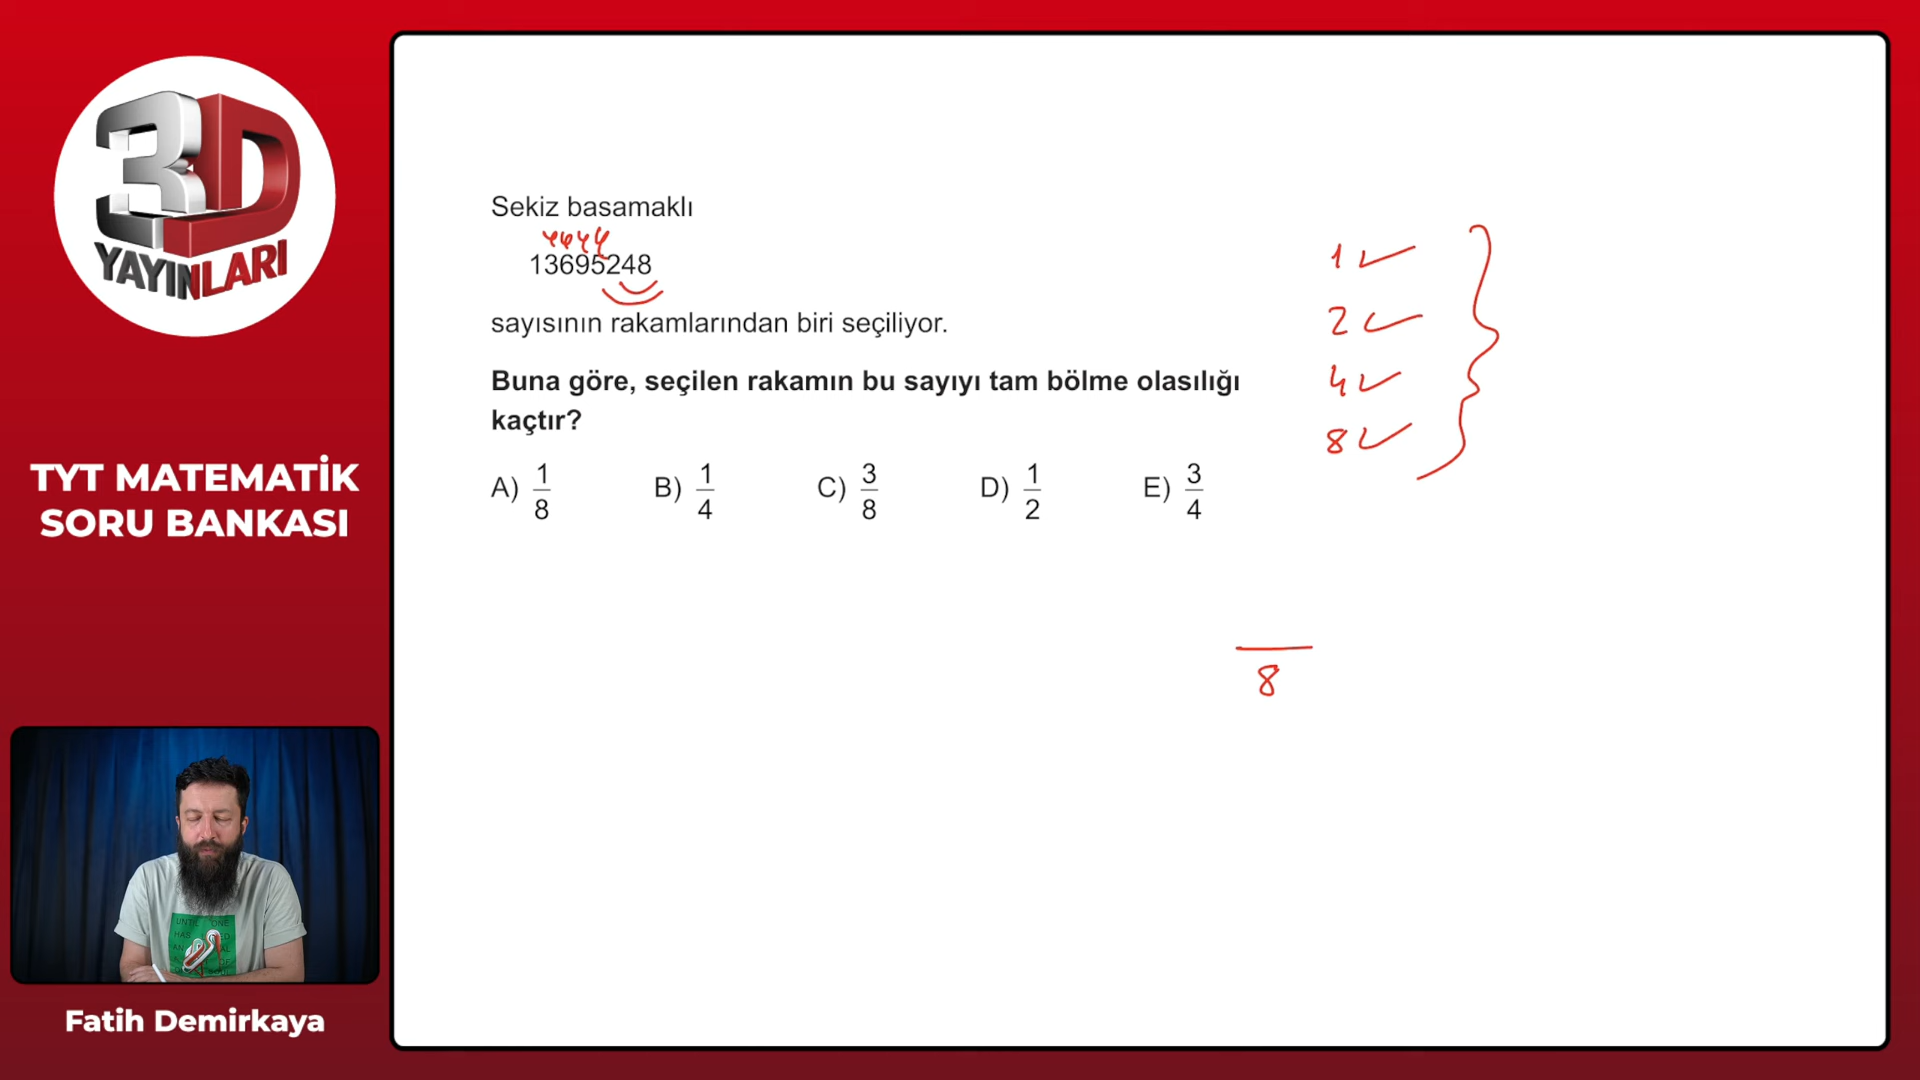 3D
YAYINLARI
TYT MATEMATİK
SORU BANKASI
Fatih Demirkaya
Sekiz basamaklı
13695248
sayısının rakamlarından biri seçiliyor.
Buna göre, seçilen rakamın bu sayıyı tam bölme olasılığı
kaçtır?
A) 1/8 B) 1/4 C) 3/8 D) 1/2 E) 3/4
1 ✓
2 ✓
4 ✓
8 ✓
8